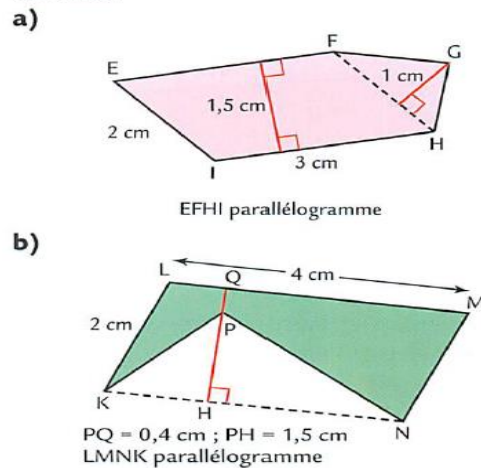 a)
F
G
E
1 cm
1,5 cm
2 cm
H
3 cm
I
EFHI parallélogramme
b)
L
Q
4 cm
M
2 cm
P
K
H
N
PQ = 0,4 cm ; PH = 1,5 cm
LMNK parallélogramme